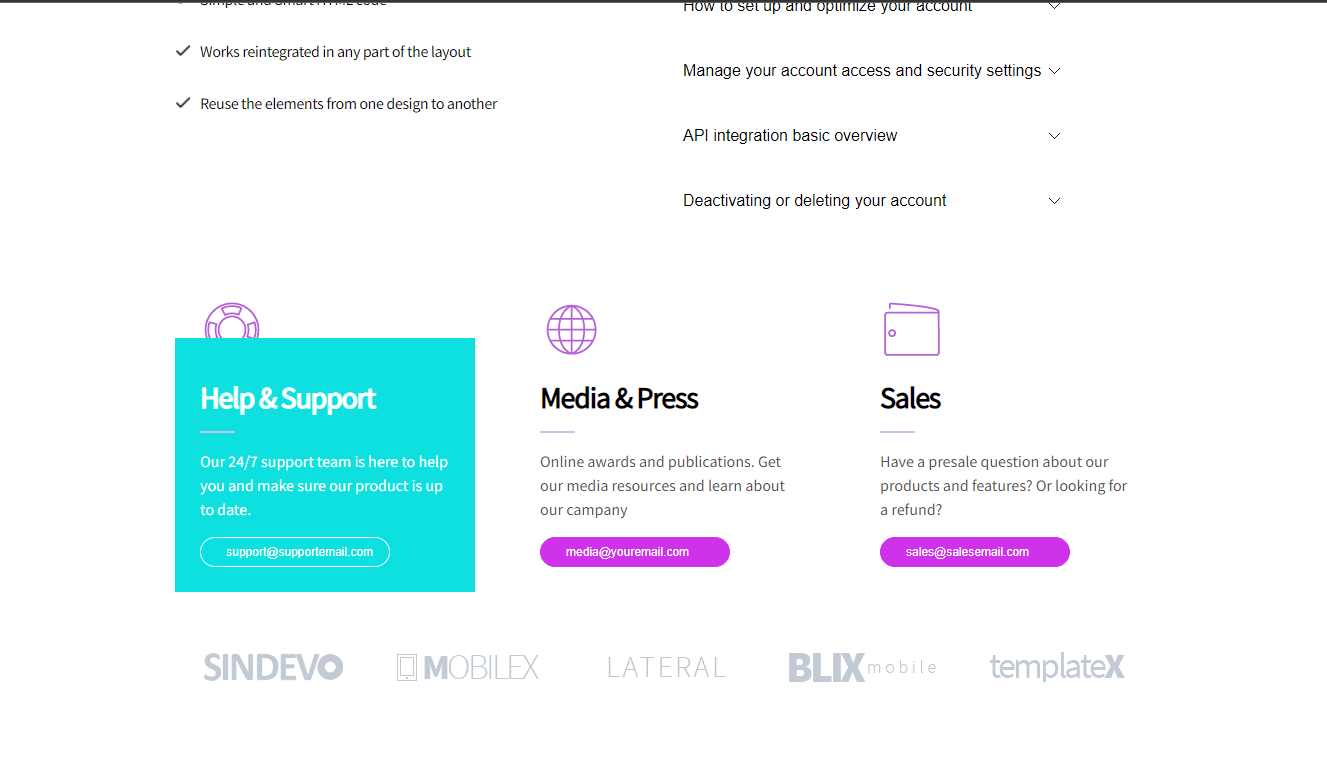 Simple and Smart HTML code
Works reintegrated in any part of the layout
Reuse the elements from one design to another
How to set up and optimize your account
Manage your account access and security settings
API integration basic overview
Deactivating or deleting your account
Help & Support
Our 24/7 support team is here to help
you and make sure our product is up
to date.
support@supportemail.com
Media & Press
Online awards and publications. Get
our media resources and learn about
our campany
media@youremail.com
Sales
Have a presale question about our
products and features? Or looking for
a refund?
sales@salesemail.com
SINDEVO
MOBILEX
LATERAL
BLIX mobile
templateX